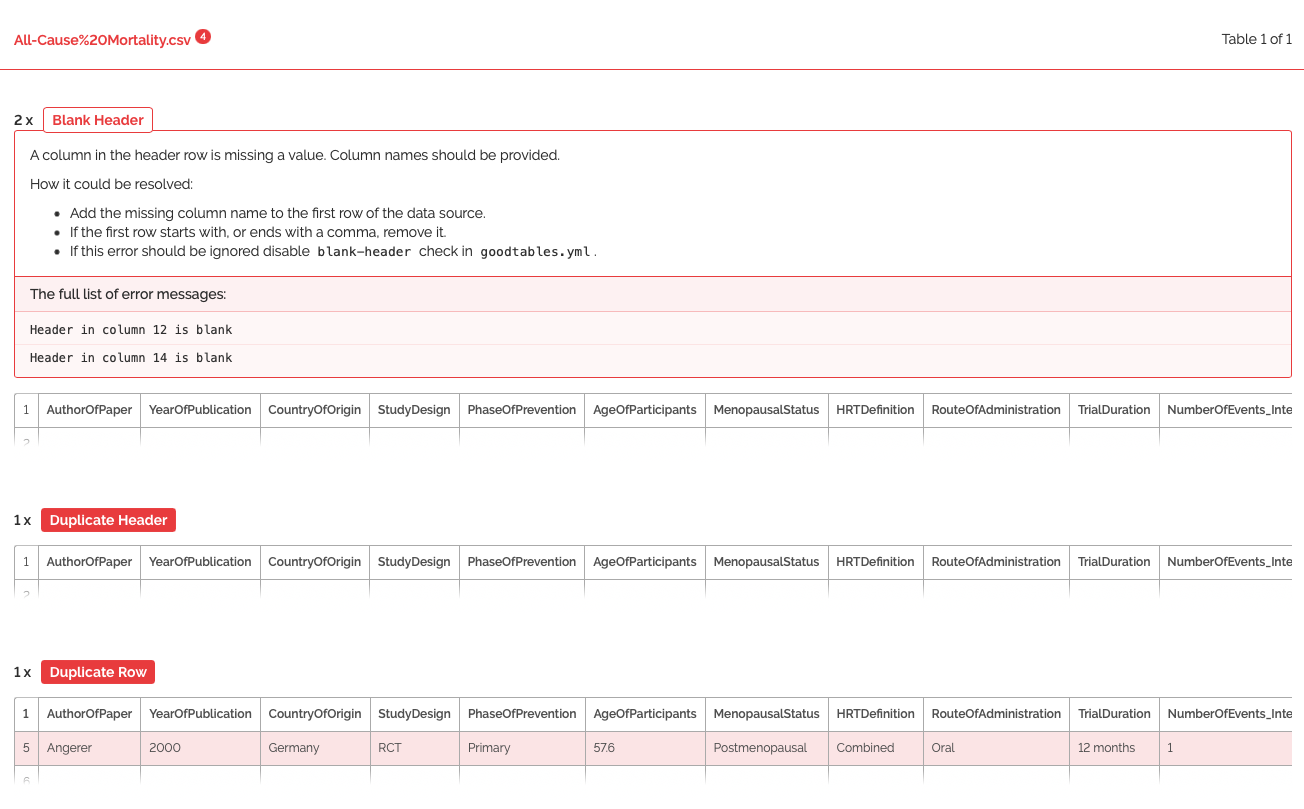 All-Cause%20Mortality.csv 4
Table 1 of 1
2 x Blank Header
A column in the header row is missing a value. Column names should be provided.
How it could be resolved:
• Add the missing column name to the first row of the data source.
• If the first row starts with, or ends with a comma, remove it.
• If this error should be ignored disable blank-header check in goodtables.yml.
The full list of error messages:
Header in column 12 is blank
Header in column 14 is blank
1 AuthorOfPaper YearOfPublication CountryOfOrigin StudyDesign PhaseOfPrevention AgeOfParticipants MenopausalStatus HRTDefinition RouteOfAdministration TrialDuration NumberOfEvents_Inte
2
1 x Duplicate Header
1 AuthorOfPaper YearOfPublication CountryOfOrigin StudyDesign PhaseOfPrevention AgeOfParticipants MenopausalStatus HRTDefinition RouteOfAdministration TrialDuration NumberOfEvents_Inte
2
1 x Duplicate Row
1 AuthorOfPaper YearOfPublication CountryOfOrigin StudyDesign PhaseOfPrevention AgeOfParticipants MenopausalStatus HRTDefinition RouteOfAdministration TrialDuration NumberOfEvents_Inte
5 Angerer 2000 Germany RCT Primary 57.6 Postmenopausal Combined Oral 12 months 1
6